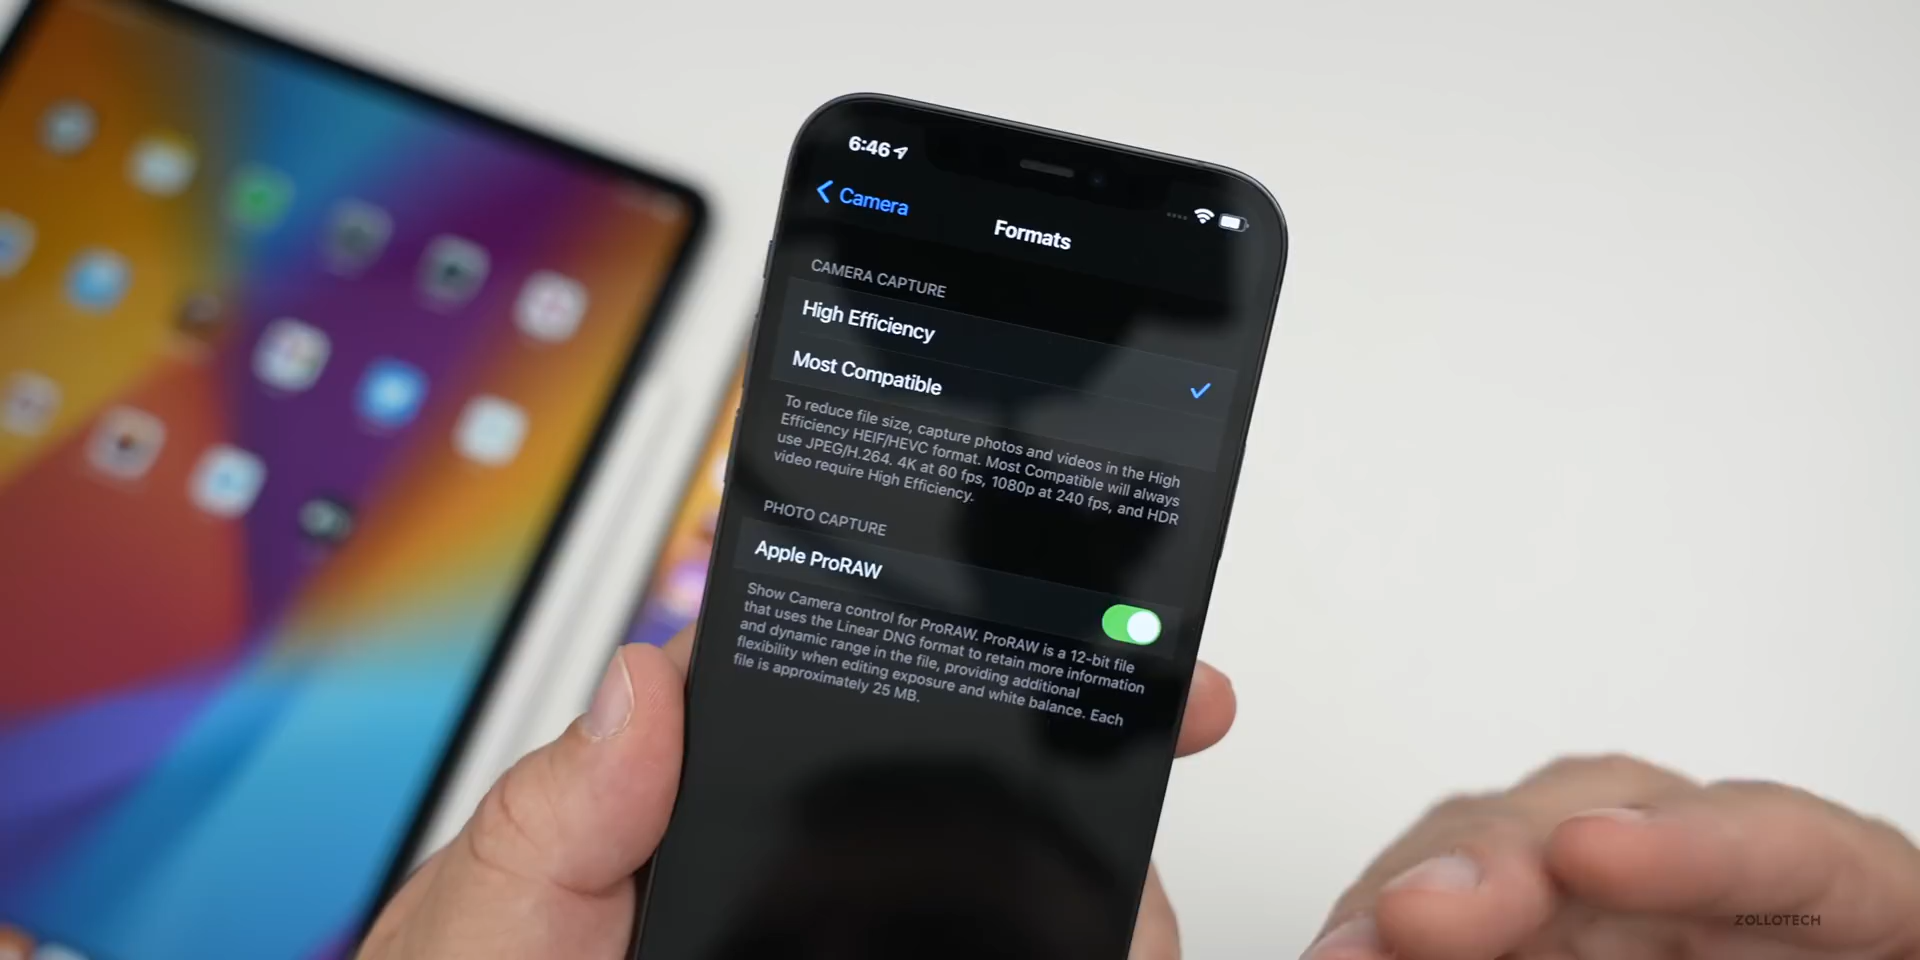 6:46
Camera
Formats
CAMERA CAPTURE
High Efficiency
Most Compatible
To reduce file size, capture photos and videos in the High
Efficiency HEIF/HEVC format. Most Compatible will always
use JPEG/H.264. 4K at 60 fps, 1080p at 240 fps, and HDR
video require High Efficiency.
PHOTO CAPTURE
Apple ProRAW
Show Camera control for ProRAW. ProRAW is a 12-bit file
that uses the Linear DNG format to retain more information
and dynamic range in the file, providing additional
flexibility when editing exposure and white balance. Each
file is approximately 25 MB.
ZOLLOTECH